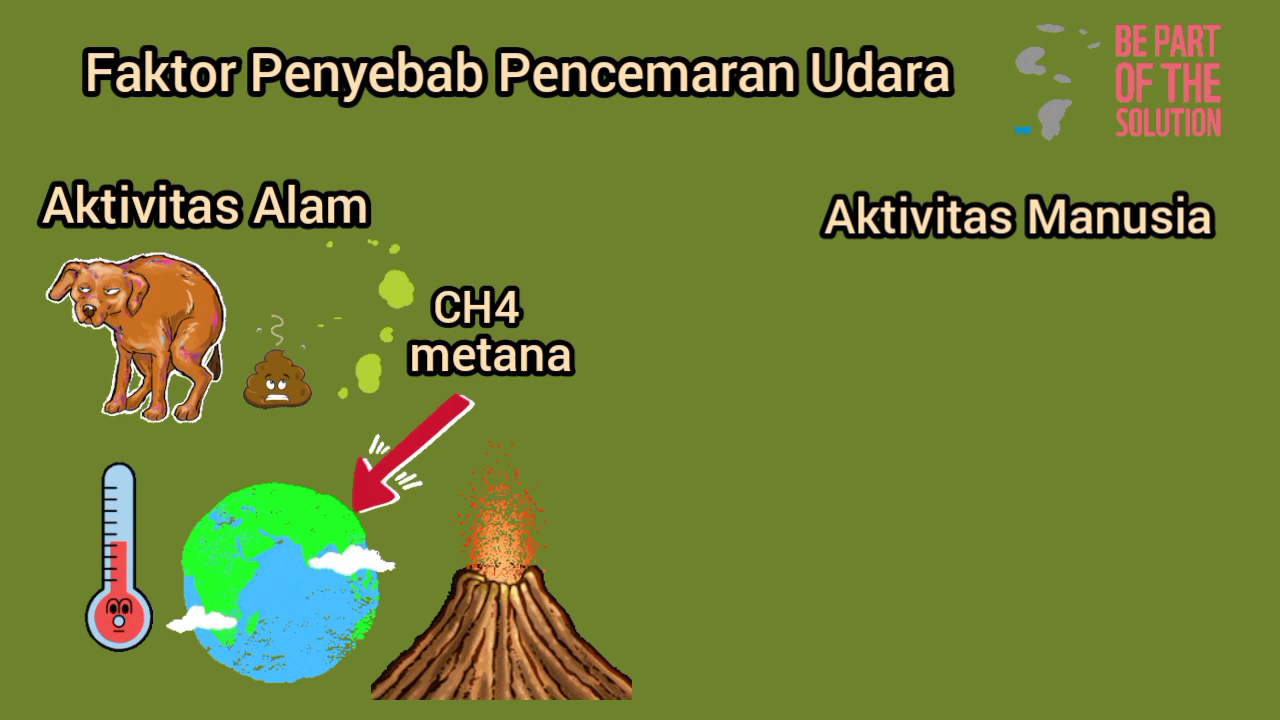 Faktor Penyebab Pencemaran Udara
BE PART
OF THE
SOLUTION
Aktivitas Alam
Aktivitas Manusia
CH4
metana